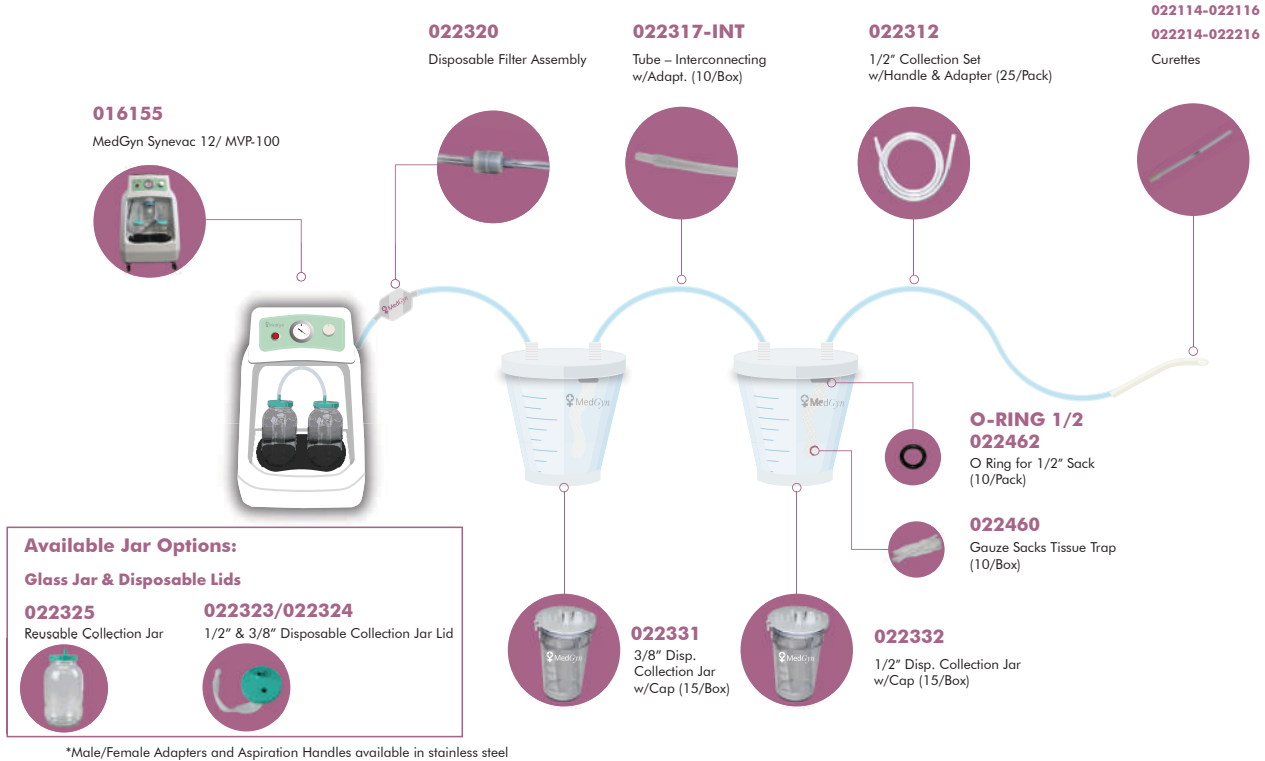 022114-022116
022214-022216
Curettes
022320
Disposable Filter Assembly
022317-INT
Tube – Interconnecting
w/Adapt. (10/Box)
022312
1/2” Collection Set
w/Handle & Adapter (25/Pack)
016155
MedGyn Synevac 12/ MVP-100
MedGyn
MedGyn
MedGyn
O-RING 1/2
022462
O Ring for 1/2” Sack
(10/Pack)
022460
Gauze Sacks Tissue Trap
(10/Box)
Available Jar Options:
Glass Jar & Disposable Lids
022325
Reusable Collection Jar
022323/022324
1/2” & 3/8” Disposable Collection Jar Lid
MedGyn
022331
3/8” Disp.
Collection Jar
w/Cap (15/Box)
MedGyn
022332
1/2” Disp. Collection Jar
w/Cap (15/Box)
*Male/Female Adapters and Aspiration Handles available in stainless steel